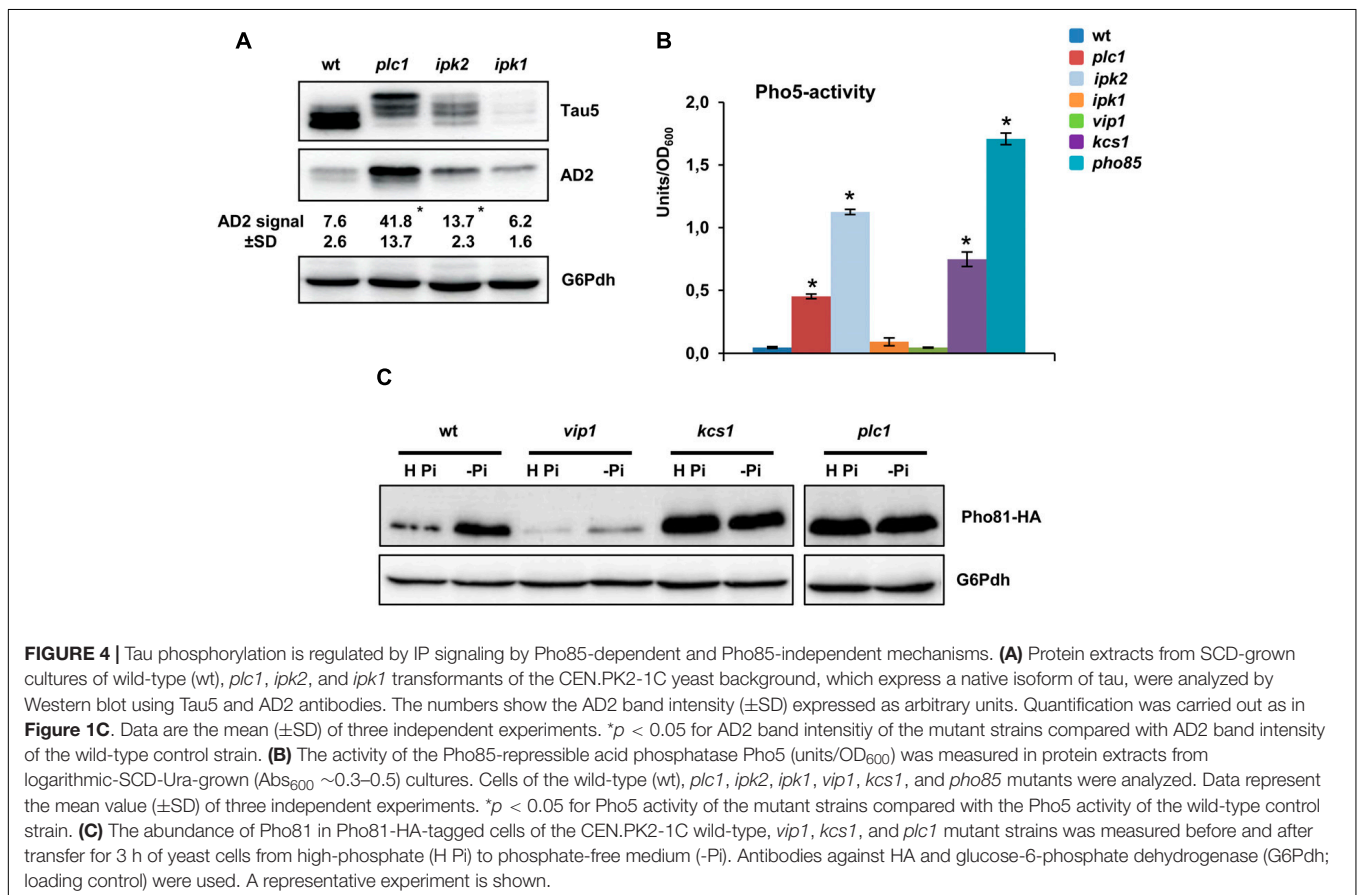 A
wt plc1 ipk2 ipk1
Tau5
AD2
AD2 signal 7.6 41.8* 13.7* 6.2
±SD 2.6 13.7 2.3 1.6
G6Pdh
B
Pho5-activity
Units/OD600
2,0
1,5
1,0
0,5
0,0
* * * *
wt
plc1
ipk2
ipk1
vip1
kcs1
pho85
C
wt vip1 kcs1 plc1
H Pi -Pi H Pi -Pi H Pi -Pi H Pi -Pi
Pho81-HA
G6Pdh
FIGURE 4 | Tau phosphorylation is regulated by IP signaling by Pho85-dependent and Pho85-independent mechanisms. (A) Protein extracts from SCD-grown
cultures of wild-type (wt), plc1, ipk2, and ipk1 transformants of the CEN.PK2-1C yeast background, which express a native isoform of tau, were analyzed by
Western blot using Tau5 and AD2 antibodies. The numbers show the AD2 band intensity (±SD) expressed as arbitrary units. Quantification was carried out as in
Figure 1C. Data are the mean (±SD) of three independent experiments. *p < 0.05 for AD2 band intensitiy of the mutant strains compared with AD2 band intensity
of the wild-type control strain. (B) The activity of the Pho85-repressible acid phosphatase Pho5 (units/OD600) was measured in protein extracts from
logarithmic-SCD-Ura-grown (Abs600 ~0.3–0.5) cultures. Cells of the wild-type (wt), plc1, ipk2, ipk1, vip1, kcs1, and pho85 mutants were analyzed. Data represent
the mean value (±SD) of three independent experiments. *p < 0.05 for Pho5 activity of the mutant strains compared with the Pho5 activity of the wild-type control
strain. (C) The abundance of Pho81 in Pho81-HA-tagged cells of the CEN.PK2-1C wild-type, vip1, kcs1, and plc1 mutant strains was measured before and after
transfer for 3 h of yeast cells from high-phosphate (H Pi) to phosphate-free medium (-Pi). Antibodies against HA and glucose-6-phosphate dehydrogenase (G6Pdh;
loading control) were used. A representative experiment is shown.